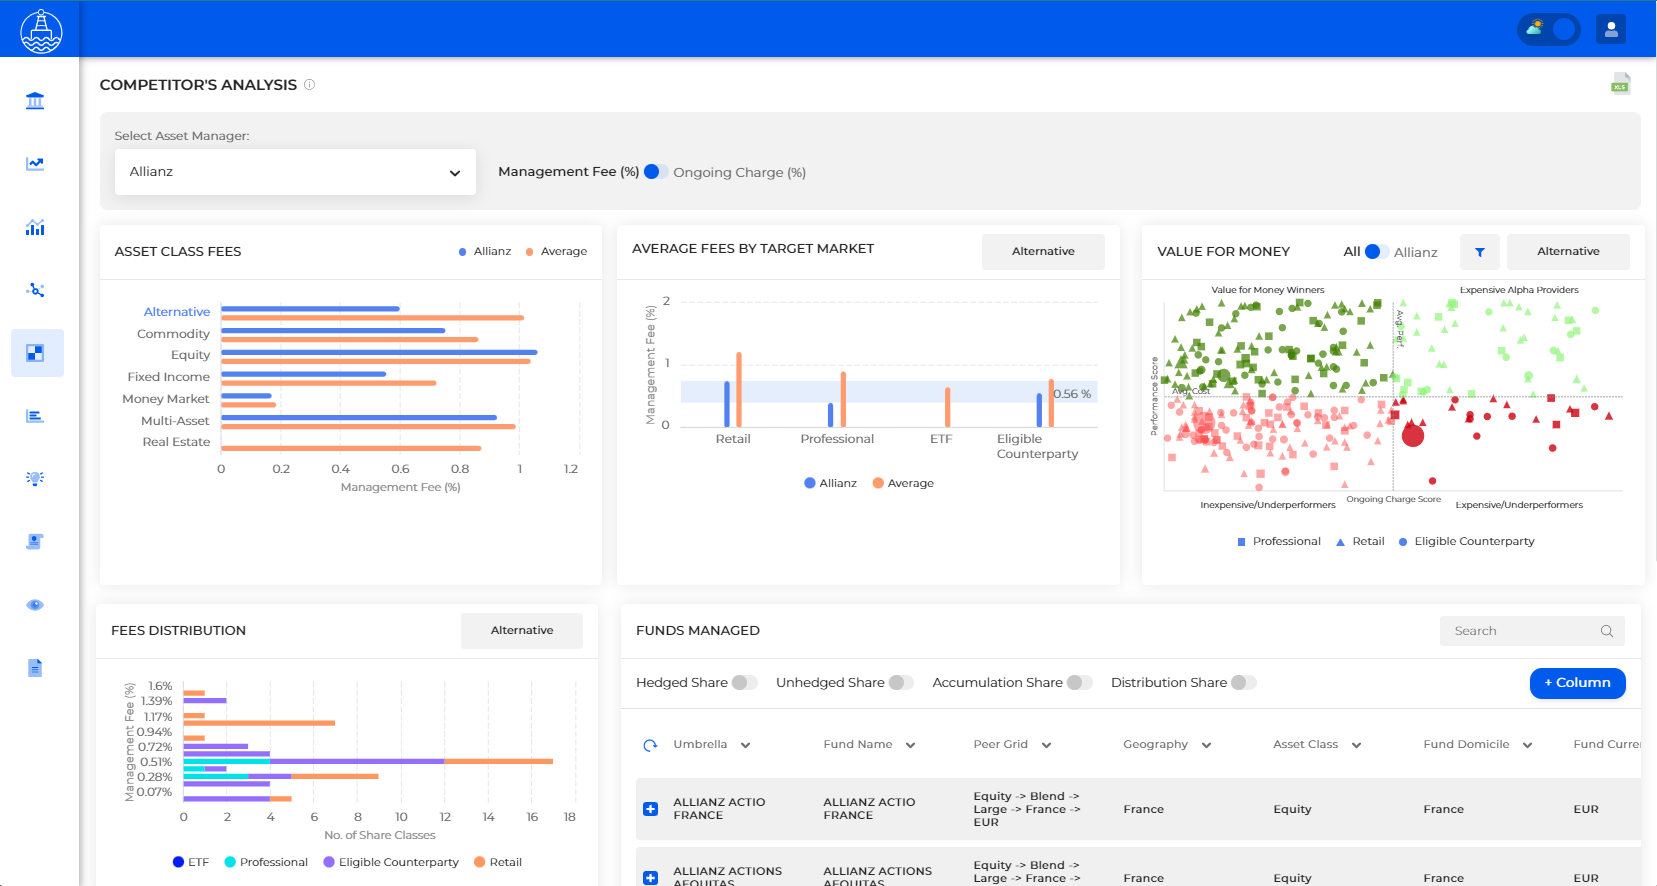 COMPETITOR'S ANALYSIS
XLS
Select Asset Manager:
Allianz
Management Fee (%) Ongoing Charge (%)
ASSET CLASS FEES
Allianz Average
Alternative
Commodity
Equity
Fixed Income
Money Market
Multi-Asset
Real Estate
0 0.2 0.4 0.6 0.8 1 1.2
Management Fee (%)
AVERAGE FEES BY TARGET MARKET
Alternative
Management Fee (%)
2
1
0
0.56 %
Retail Professional ETF Eligible
Counterparty
Allianz Average
VALUE FOR MONEY
All Allianz
Alternative
Value for Money Winners Expensive Alpha Providers
Avg. Perf.
Avg. Cost
Performance Score
Ongoing Charge Score
Inexpensive/Underperformers Expensive/Underperformers
Professional Retail Eligible Counterparty
FEES DISTRIBUTION
Alternative
Management Fee (%)
1.6%
1.39%
1.17%
0.94%
0.72%
0.51%
0.28%
0.07%
0 2 4 6 8 10 12 14 16 18
No. of Share Classes
ETF Professional Eligible Counterparty Retail
FUNDS MANAGED
Search
Hedged Share Unhedged Share Accumulation Share Distribution Share
+ Column
Umbrella Fund Name Peer Grid Geography Asset Class Fund Domicile Fund Curre
ALLIANZ ACTIO
FRANCE
ALLIANZ ACTIO
FRANCE
Equity -> Blend ->
Large -> France ->
EUR
France
Equity
France
EUR
ALLIANZ ACTIONS
AEQUITAS
ALLIANZ ACTIONS
AEQUITAS
Equity -> Blend ->
Large -> France ->
France
Equity
France
EUR